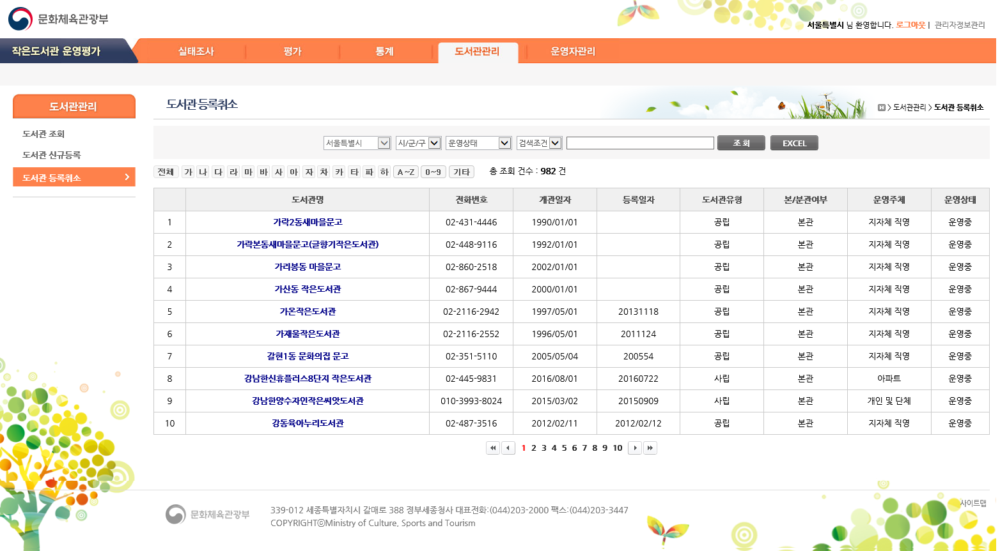 문화체육관광부
서울특별시 님 환영합니다. 로그아웃 | 관리자정보관리
작은도서관 운영평가 실태조사 평가 통계 도서관관리 운영자관리
도서관관리
도서관 조회
도서관 신규등록
도서관 등록취소
도서관 등록취소
> 도서관관리 > 도서관 등록취소
서울특별시 시/군/구 운영상태 검색조건 조 회 EXCEL
전체 가 나 다 라 마 바 사 아 자 차 카 타 파 하 A~Z 0~9 기타 총 조회 건수 : 982 건
도서관명 전화번호 개관일자 등록일자 도서관유형 본/분관여부 운영주체 운영상태
1 가락2동새마을문고 02-431-4446 1990/01/01 공립 본관 지자체 직영 운영중
2 가락본동새마을문고(글향기작은도서관) 02-448-9116 1992/01/01 공립 본관 지자체 직영 운영중
3 가리봉동 마을문고 02-860-2518 2002/01/01 공립 본관 지자체 직영 운영중
4 가산동 작은도서관 02-867-9444 2000/01/01 공립 본관 지자체 직영 운영중
5 가온작은도서관 02-2116-2942 1997/05/01 20131118 공립 본관 지자체 직영 운영중
6 가재울작은도서관 02-2116-2552 1996/05/01 2011124 공립 본관 지자체 직영 운영중
7 갈현1동 문화의집 문고 02-351-5110 2005/05/04 200554 공립 본관 지자체 직영 운영중
8 강남한신휴플러스8단지 작은도서관 02-445-9831 2016/08/01 20160722 사립 본관 아파트 운영중
9 강남한양수자인작은씨앗도서관 010-3993-8024 2015/03/02 20150909 사립 본관 개인 및 단체 운영중
10 강동육아누리도서관 02-487-3516 2012/02/11 2012/02/12 공립 본관 지자체 직영 운영중
1 2 3 4 5 6 7 8 9 10
사이트맵
문화체육관광부
339-012 세종특별자치시 갈매로 388 정부세종청사 대표전화:(044)203-2000 팩스:(044)203-3447
COPYRIGHTⓒMinistry of Culture, Sports and Tourism